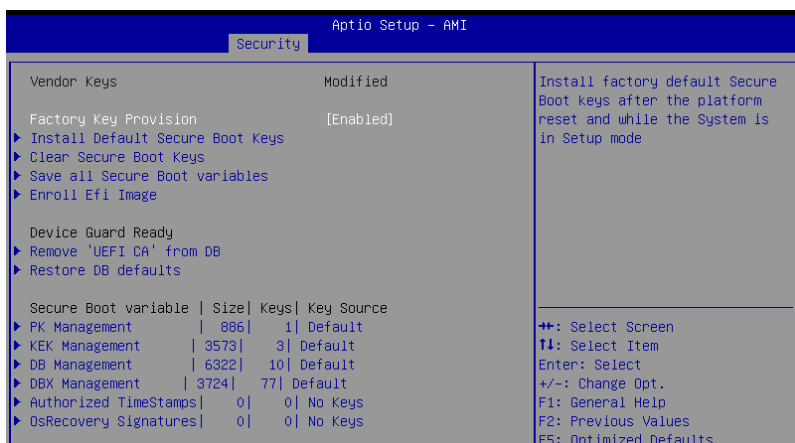 Aptio Setup - AMI
Security
Vendor Keys Modified
Factory Key Provision [Enabled]
Install Default Secure Boot Keys
Clear Secure Boot Keys
Save all Secure Boot variables
Enroll Efi Image
Device Guard Ready
Remove 'UEFI CA' from DB
Restore DB defaults
Secure Boot variable | Size| Keys| Key Source
PK Management | 886| 1| Default
KEK Management | 3573| 3| Default
DB Management | 6322| 10| Default
DBX Management | 3724| 77| Default
Authorized TimeStamps| 0| 0| No Keys
OsRecovery Signatures| 0| 0| No Keys
Install factory default Secure
Boot keys after the platform
reset and while the System is
in Setup mode
→←: Select Screen
↑↓: Select Item
Enter: Select
+/-: Change Opt.
F1: General Help
F2: Previous Values
F5: Optimized Defaults